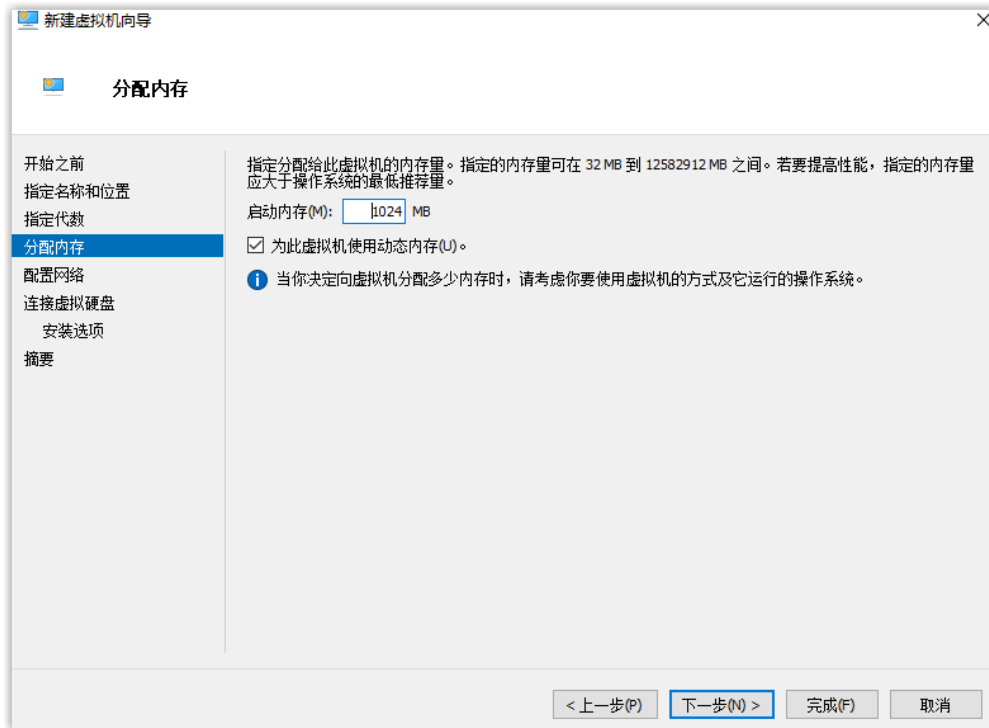 新建虚拟机向导
分配内存
开始之前
指定名称和位置
指定代数
分配内存
配置网络
连接虚拟硬盘
安装选项
摘要
指定分配给此虚拟机的内存量。指定的内存量可在 32 MB 到 12582912 MB 之间。若要提高性能，指定的内存量
应大于操作系统的最低推荐量。
启动内存(M): 1024 MB
为此虚拟机使用动态内存(U)。
当你决定向虚拟机分配多少内存时，请考虑你要使用虚拟机的方式及它运行的操作系统。
< 上一步(P) 下一步(N) > 完成(F) 取消